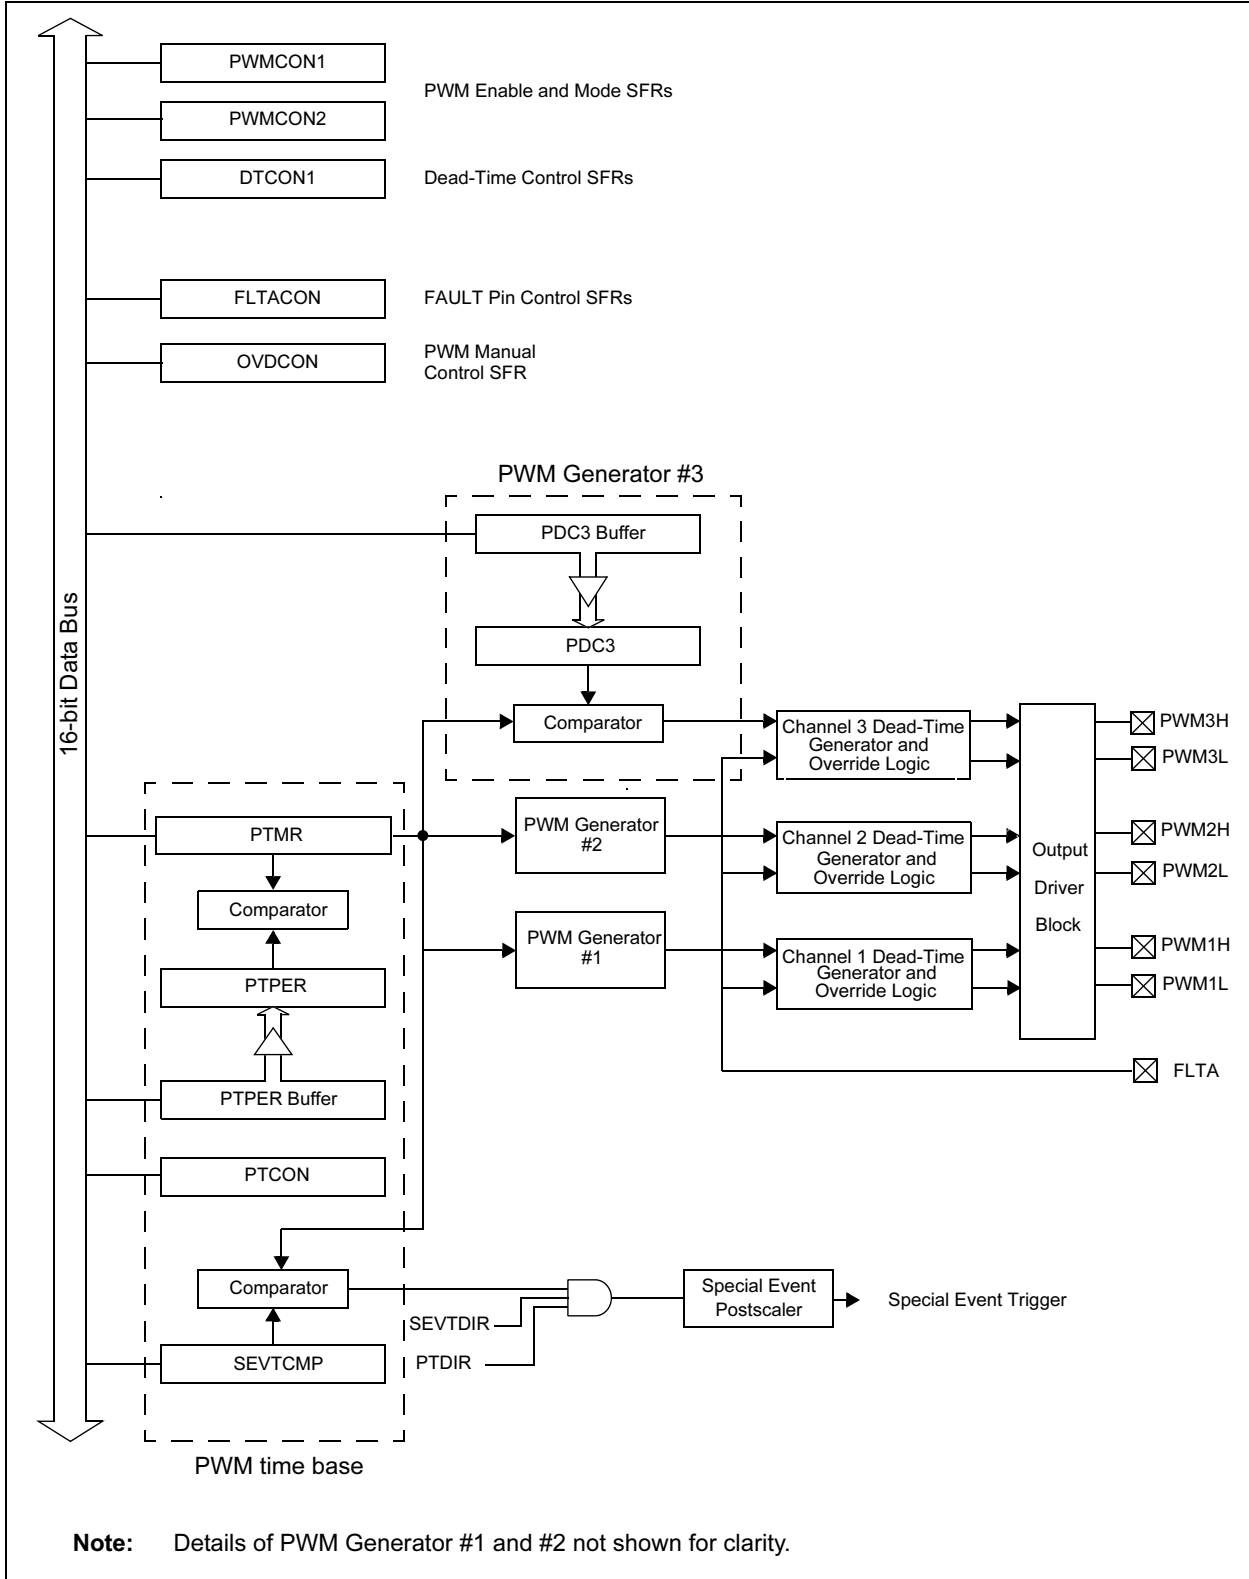 PWMCON1
PWM Enable and Mode SFRs
PWMCON2
DTCON1
Dead-Time Control SFRs
FLTACON
FAULT Pin Control SFRs
OVDCON
PWM Manual
Control SFR
PWM Generator #3
PDC3 Buffer
16-bit Data Bus
PDC3
Comparator
Channel 3 Dead-Time
Generator and
Override Logic
PWM3H
PWM3L
PTMR
PWM Generator
#2
Channel 2 Dead-Time
Generator and
Override Logic
Output
Driver
Block
PWM2H
PWM2L
Comparator
PWM Generator
#1
Channel 1 Dead-Time
Generator and
Override Logic
PWM1H
PWM1L
PTPER
FLTA
PTPER Buffer
PTCON
Comparator
SEVTDIR
PTDIR
Special Event
Postscaler
Special Event Trigger
SEVTCMP
PWM time base
Note: Details of PWM Generator #1 and #2 not shown for clarity.